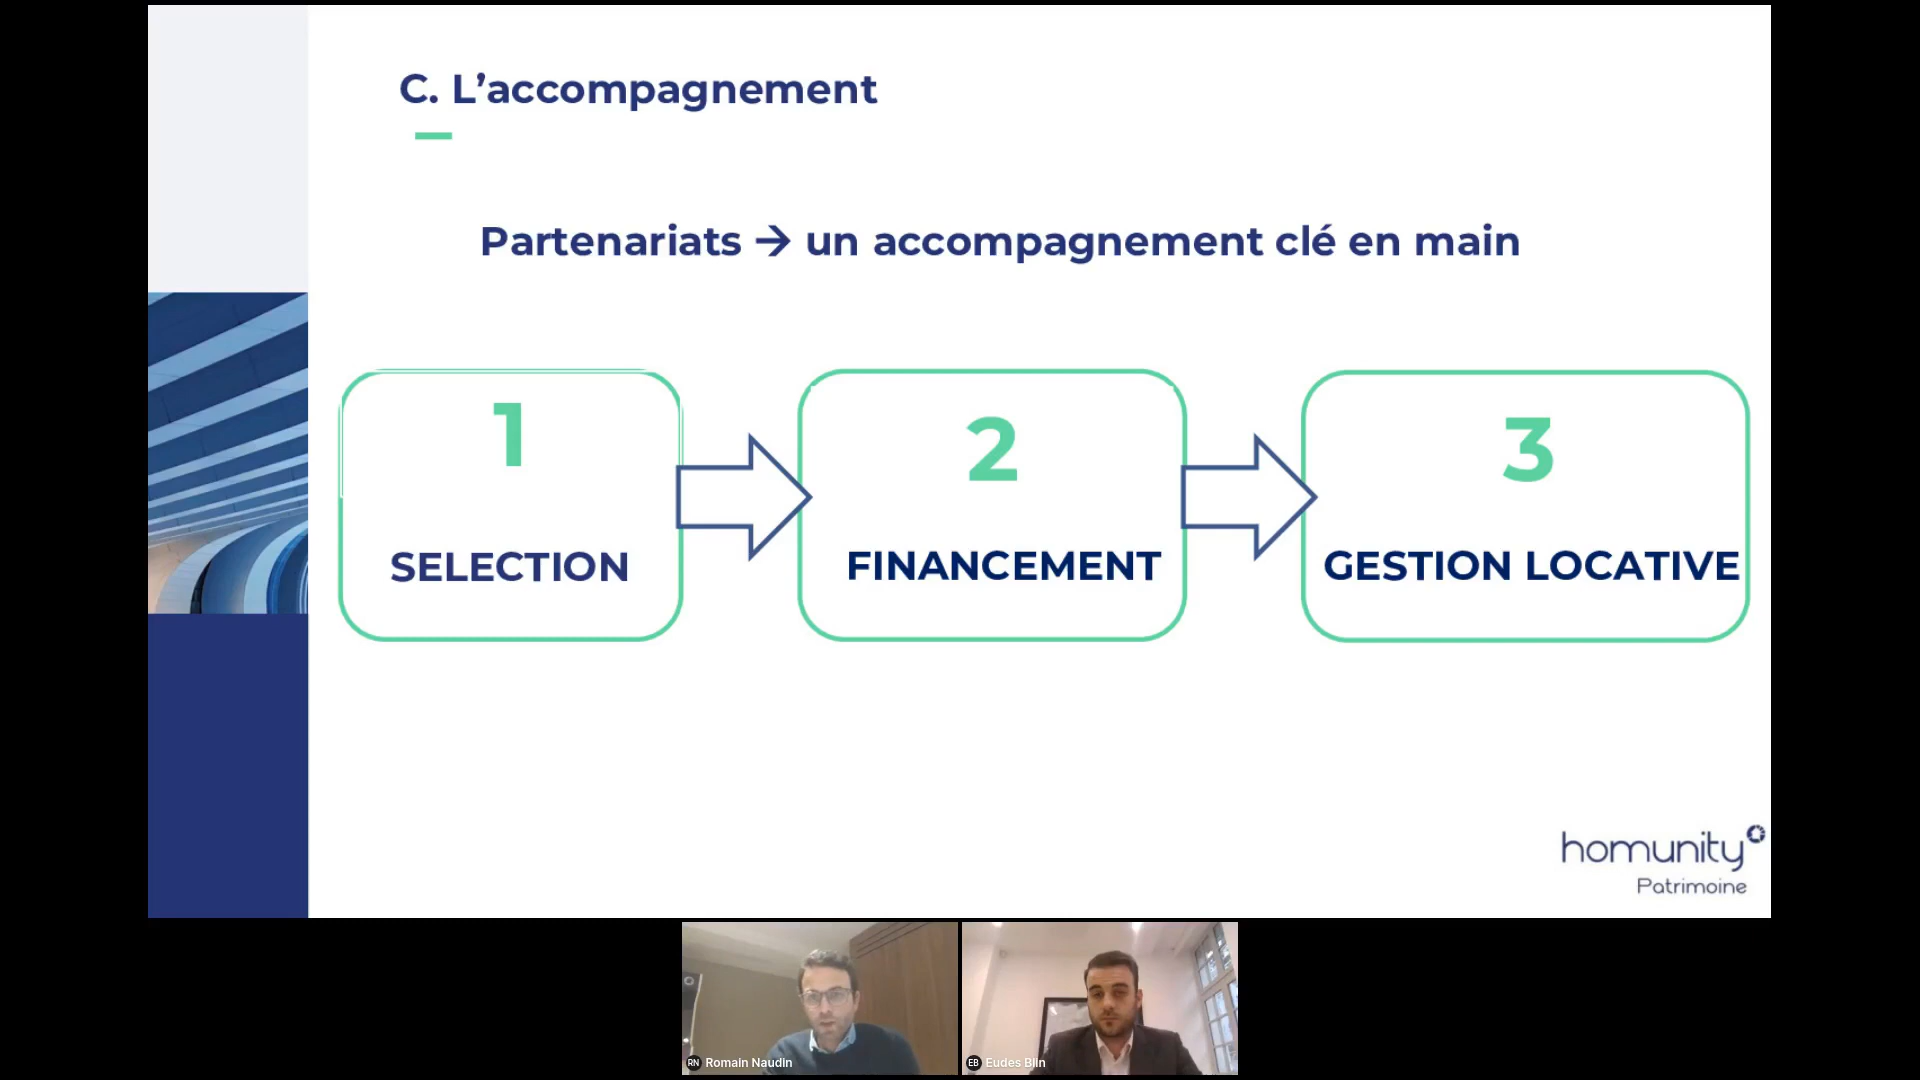 C. L’accompagnement
Partenariats → un accompagnement clé en main
1
SELECTION
2
FINANCEMENT
3
GESTION LOCATIVE
homunity
Patrimoine
RN Romain Naudin
EB Eudes Blin